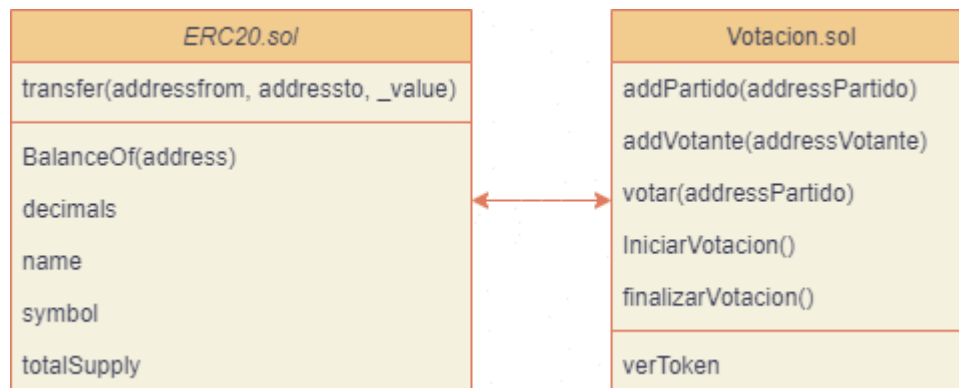 ERC20.sol
transfer(addressfrom, addressto, _value)
BalanceOf(address)
decimals
name
symbol
totalSupply
Votacion.sol
addPartido(addressPartido)
addVotante(addressVotante)
votar(addressPartido)
IniciarVotacion()
finalizarVotacion()
verToken